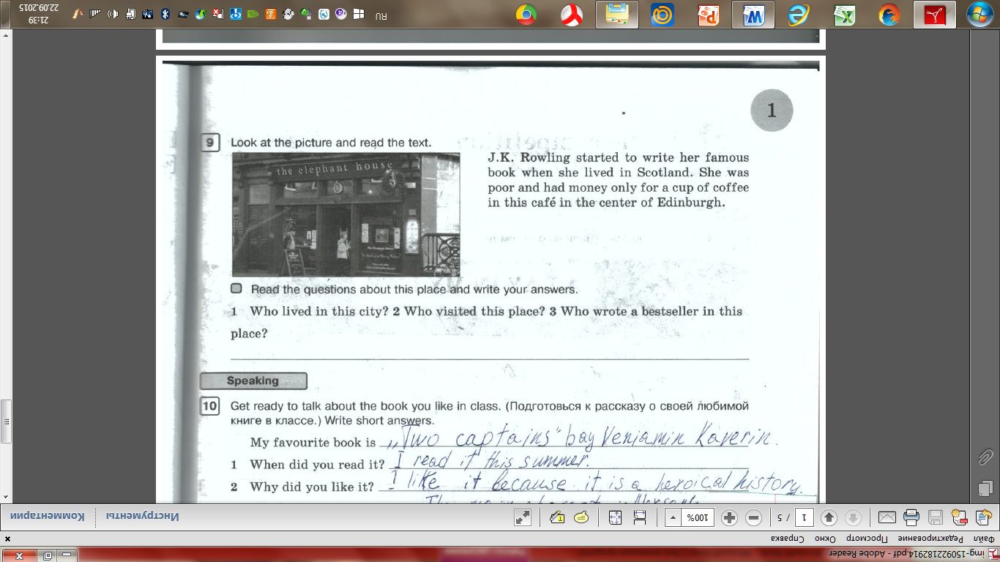 21:39
22.09.2015
RU
1
9 Look at the picture and read the text.
the elephant house
The Elephant House
J.K. Rowling started to write her famous
book when she lived in Scotland. She was
poor and had money only for a cup of coffee
in this café in the center of Edinburgh.
Read the questions about this place and write your answers.
1 Who lived in this city? 2 Who visited this place? 3 Who wrote a bestseller in this
place?
Speaking
10 Get ready to talk about the book you like in class. (Подготовься к рассказу о своей любимой
книге в классе.) Write short answers.
My favourite book is „Two captains" bay Veniamin Kaverin.
1 When did you read it? I read it this summer.
2 Why did you like it? I like it because it is a heroical history.
1 / 5 100% Инструменты Комментарии
Файл Редактирование Просмотр Окно Справка
img-150922182914.pdf - Adobe Reader